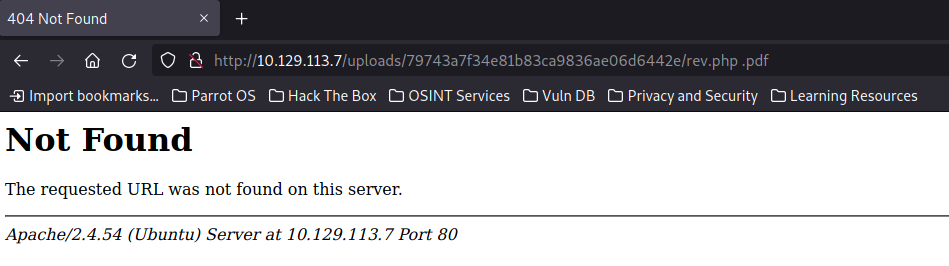 404 Not Found
http://10.129.113.7/uploads/79743a7f34e81b83ca9836ae06d6442e/rev.php .pdf
Import bookmarks... Parrot OS Hack The Box OSINT Services Vuln DB Privacy and Security Learning Resources
Not Found
The requested URL was not found on this server.
Apache/2.4.54 (Ubuntu) Server at 10.129.113.7 Port 80